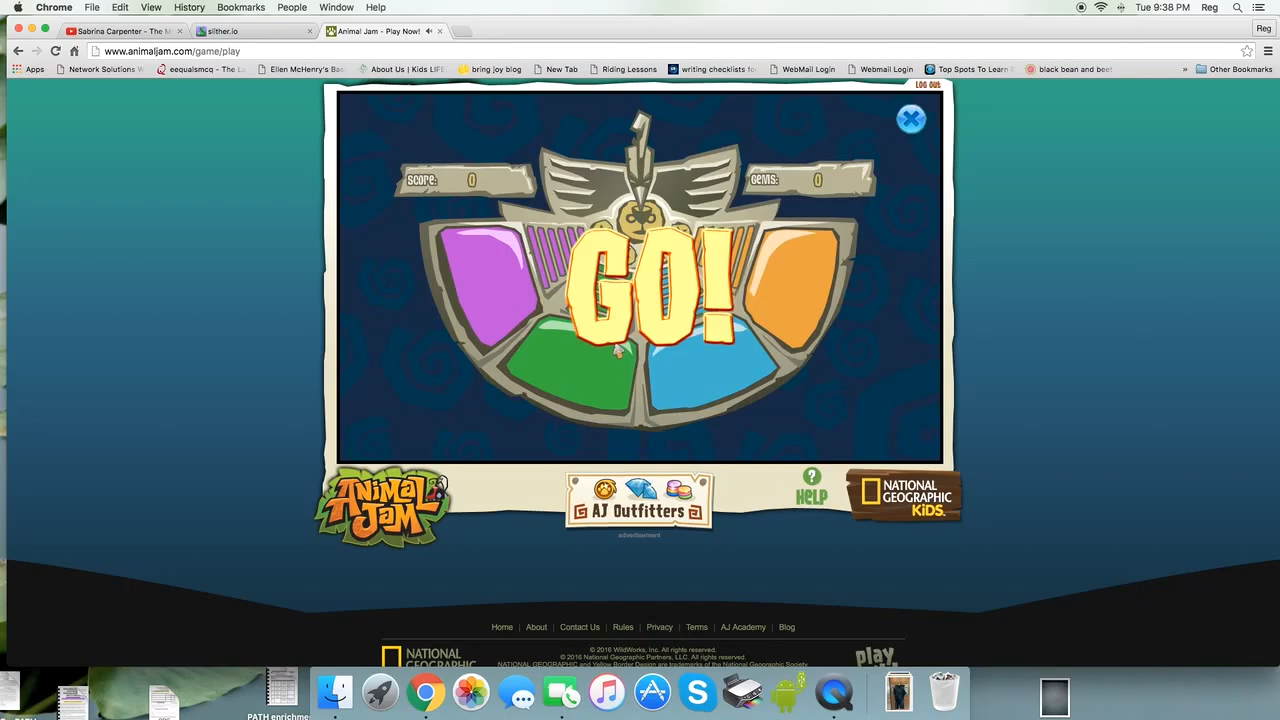 Chrome File Edit View History Bookmarks People Window Help Tue 9:38 PM Reg
Sabrina Carpenter - The M slither.io Animal Jam - Play Now! Reg
www.animaljam.com/game/play
Apps Network Solutions eequalsmcq - The La Ellen McHenry's Bas About Us | Kids LIFE bring joy blog New Tab Riding Lessons writing checklists fo WebMail Login Webmail Login Top Spots To Learn black bean and bee » Other Bookmarks
LOG OUT
SCORE: 0 GEMS: 0
GO!
ANIMAL JAM
AJ Outfitters
HELP
NATIONAL GEOGRAPHIC KiDS
advertisement
Home | About | Contact Us | Rules | Privacy | Terms | AJ Academy | Blog
NATIONAL GEOGRAPHIC
© 2016 WildWorks, Inc. All rights reserved.
© 2016 National Geographic Partners, LLC. All rights reserved.
NATIONAL GEOGRAPHIC and Yellow Border Design are trademarks of the National Geographic Society
play
PATH enrichme